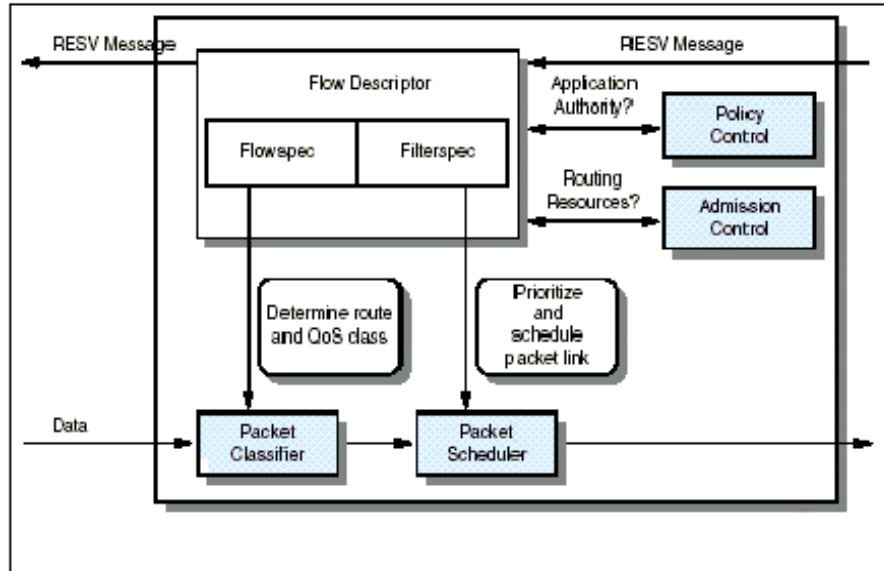 RESV Message
RIESV Message
Flow Descriptor
Application
Authority?
Policy
Control
Flowspec
Filterspec
Routing
Resources?
Admission
Control
Determine route
and QoS class
Prioritize
and
schedule
packet link
Data
Packet
Classifier
Packet
Scheduler